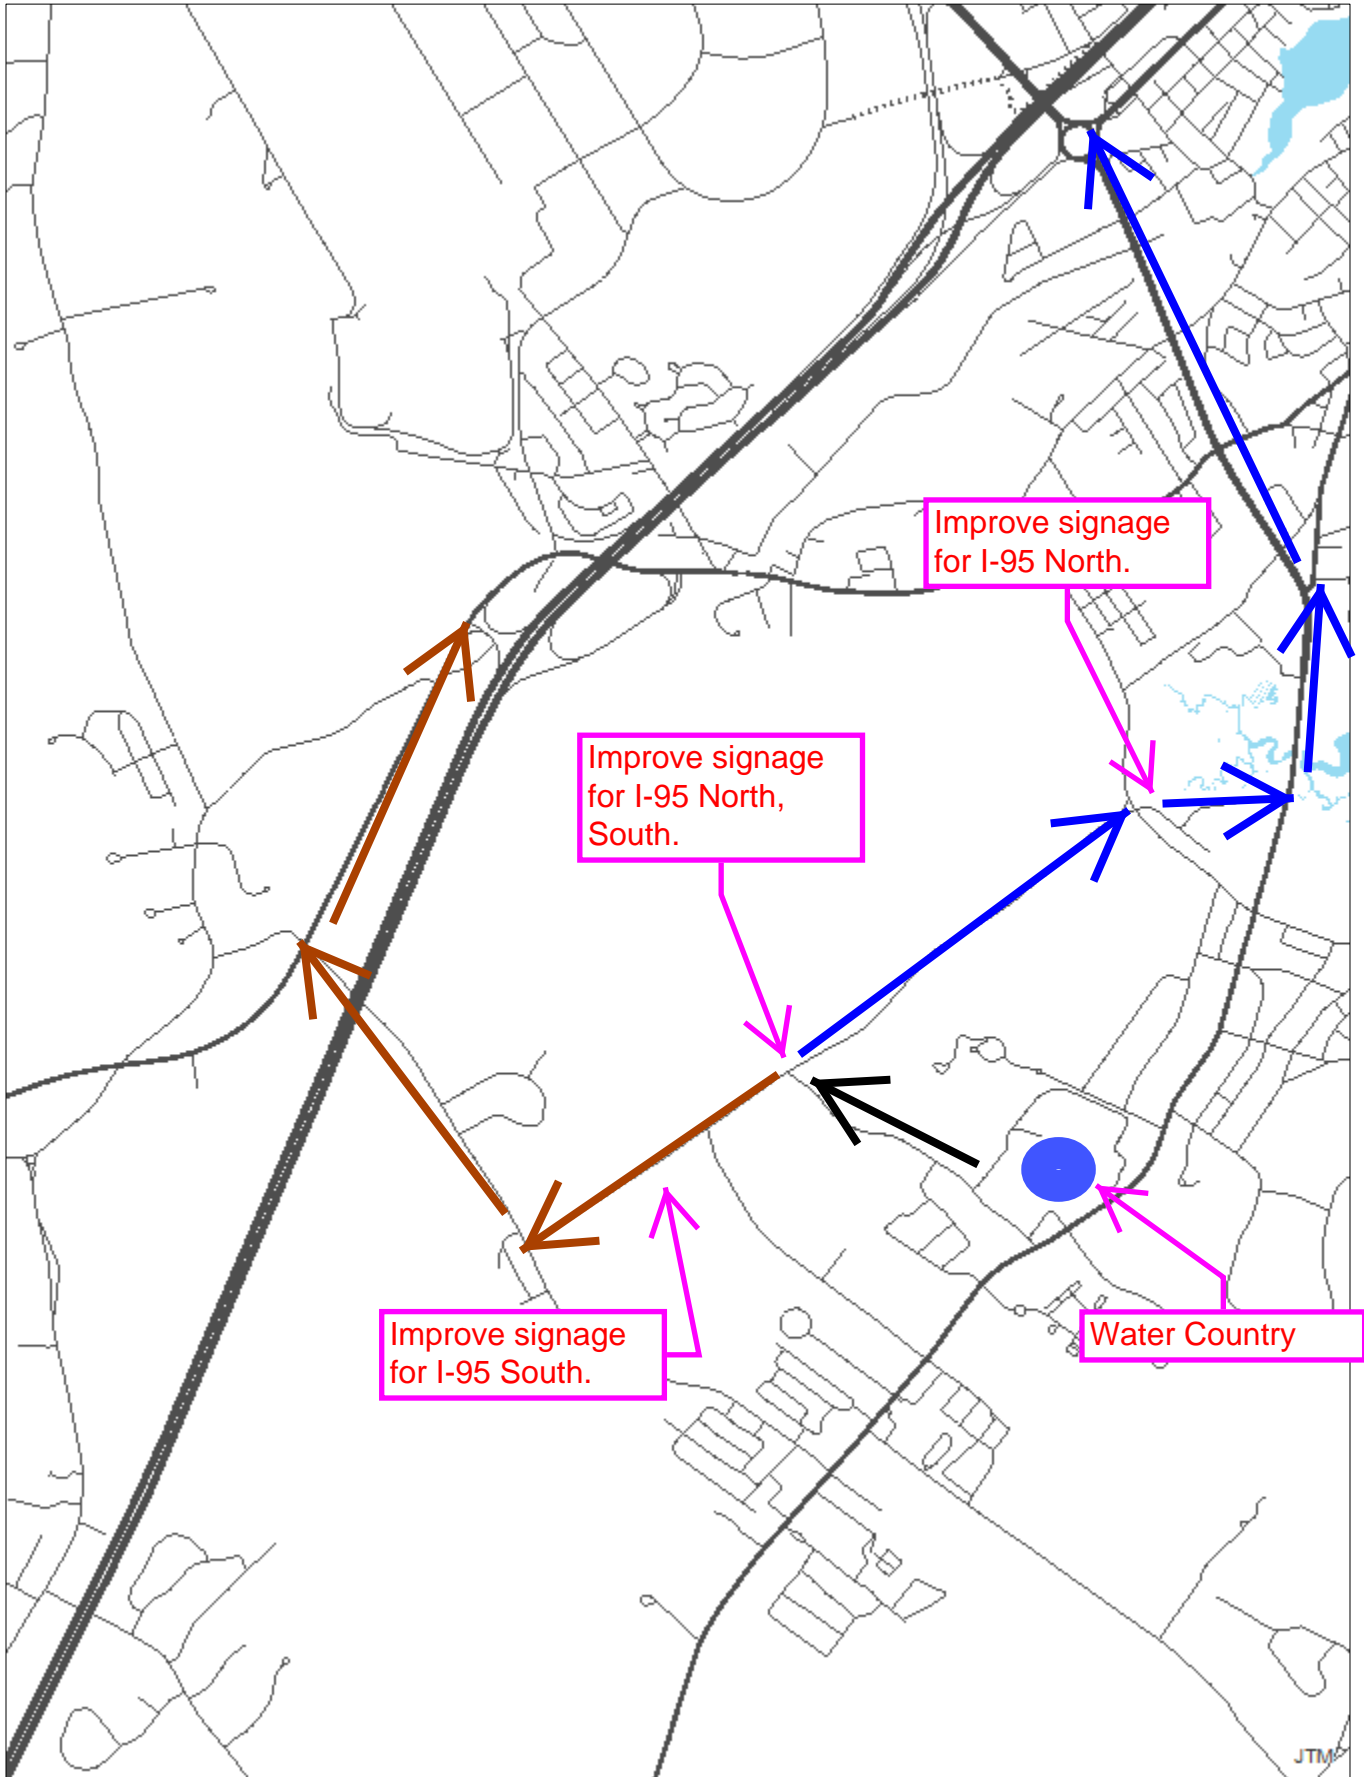 Improve signage
for I-95 North.
Improve signage
for I-95 North,
South.
Improve signage
for I-95 South.
Water Country
JTM